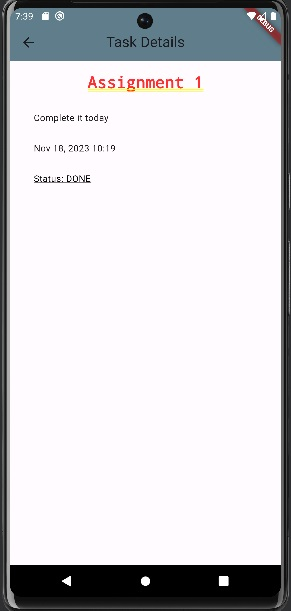 7:39
DEBUG
Task Details
Assignment 1
Complete it today
Nov 18, 2023 10:19
Status: DONE